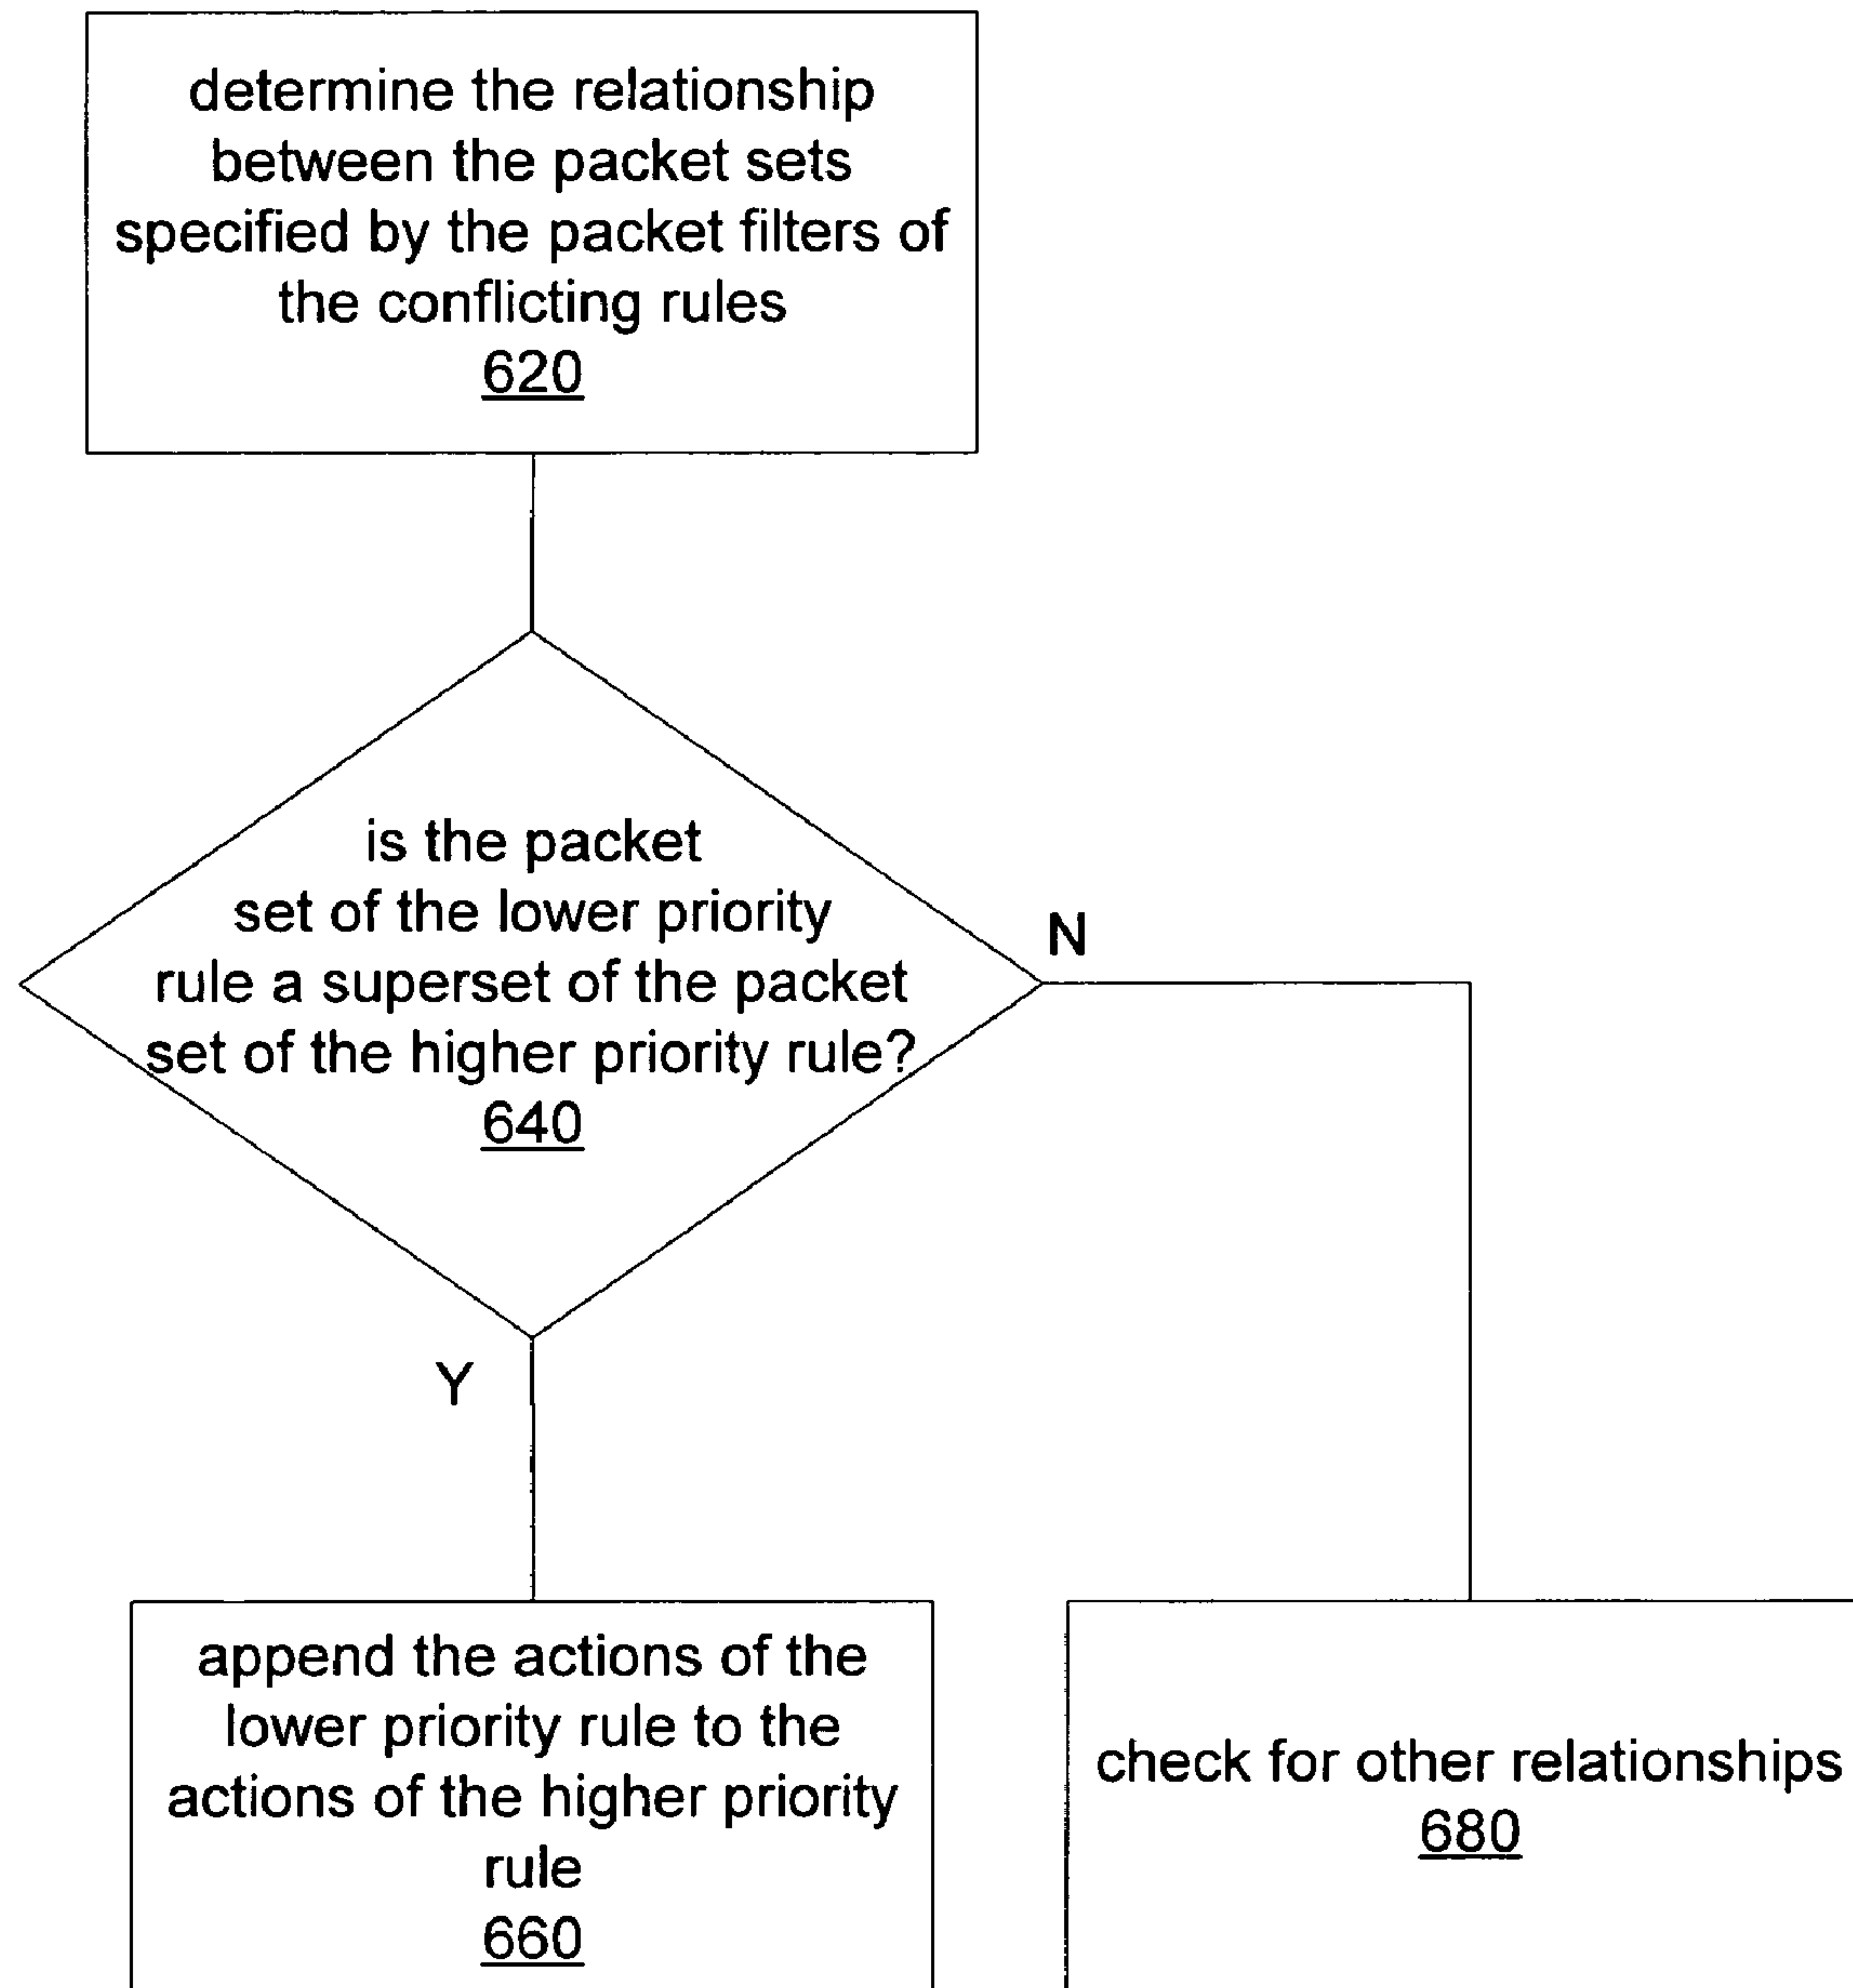 determine the relationship
between the packet sets
specified by the packet filters of
the conflicting rules
620
is the packet
set of the lower priority
rule a superset of the packet
set of the higher priority rule?
640
N
Y
append the actions of the
lower priority rule to the
actions of the higher priority
rule
660
check for other relationships
680